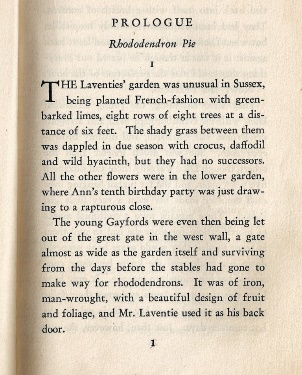 PROLOGUE
Rhododendron Pie
I
THE Laventies' garden was unusual in Sussex,
being planted French-fashion with green-
barked limes, eight rows of eight trees at a dis-
tance of six feet. The shady grass between them
was dappled in due season with crocus, daffodil
and wild hyacinth, but they had no successors.
All the other flowers were in the lower garden,
where Ann's tenth birthday party was just draw-
ing to a rapturous close.
The young Gayfords were even then being let
out of the great gate in the west wall, a gate
almost as wide as the garden itself and surviving
from the days before the stables had gone to
make way for rhododendrons. It was of iron,
man-wrought, with a beautiful design of fruit
and foliage, and Mr. Laventie used it as his back
door.
1